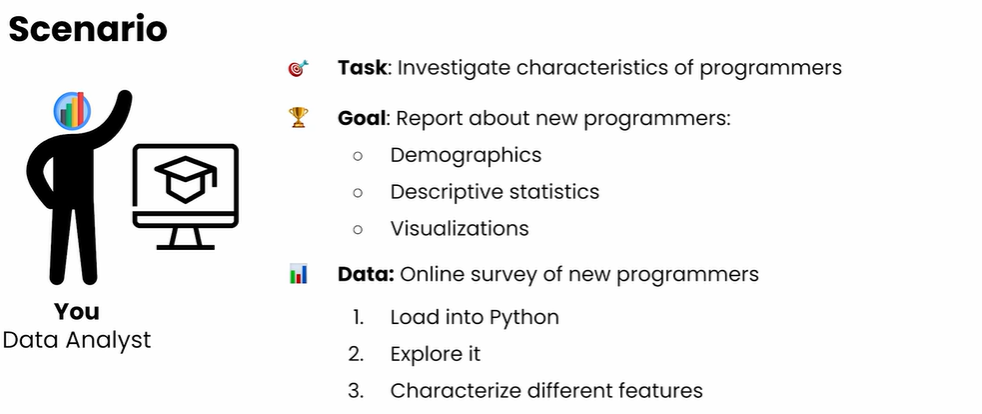 Scenario
Task: Investigate characteristics of programmers
Goal: Report about new programmers:
○ Demographics
○ Descriptive statistics
○ Visualizations
Data: Online survey of new programmers
1. Load into Python
2. Explore it
3. Characterize different features
You
Data Analyst